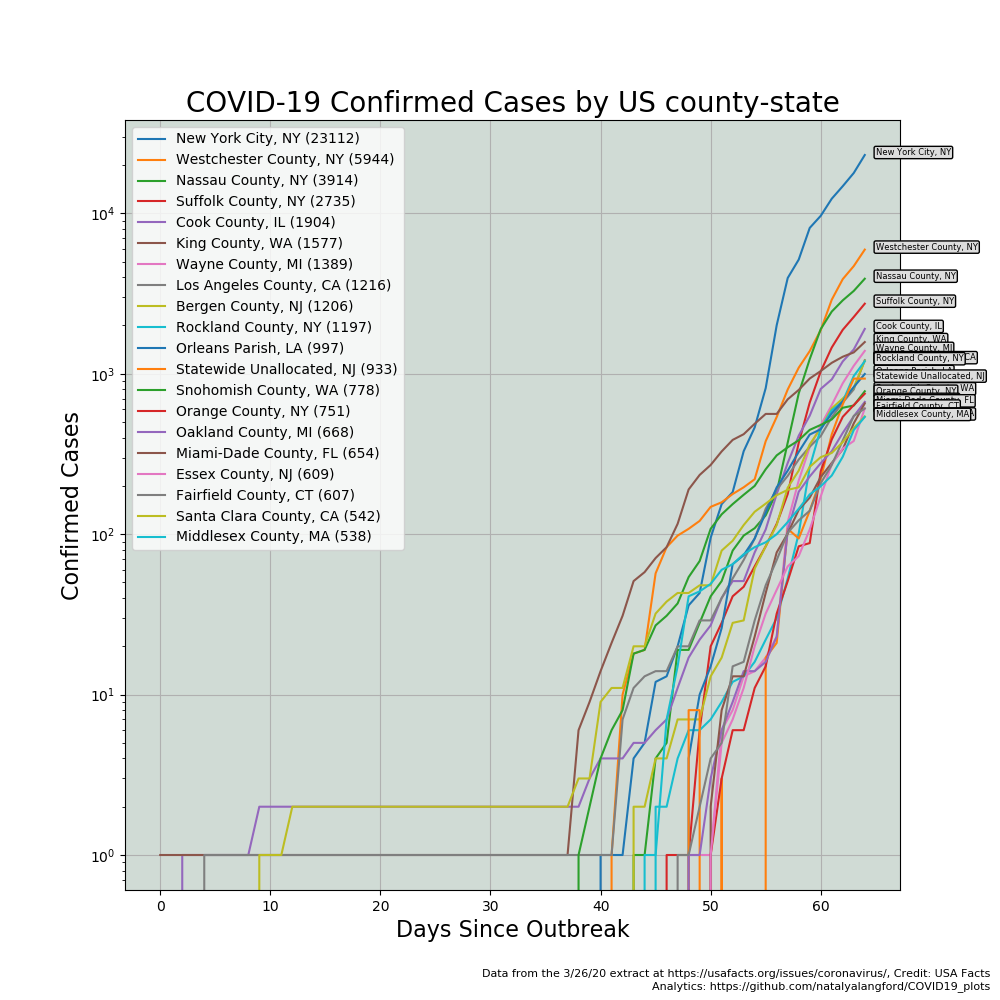 COVID-19 Confirmed Cases by US county-state
New York City, NY (23112)
Westchester County, NY (5944)
Nassau County, NY (3914)
Suffolk County, NY (2735)
Cook County, IL (1904)
King County, WA (1577)
Wayne County, MI (1389)
Los Angeles County, CA (1216)
Bergen County, NJ (1206)
Rockland County, NY (1197)
Orleans Parish, LA (997)
Statewide Unallocated, NJ (933)
Snohomish County, WA (778)
Orange County, NY (751)
Oakland County, MI (668)
Miami-Dade County, FL (654)
Essex County, NJ (609)
Fairfield County, CT (607)
Santa Clara County, CA (542)
Middlesex County, MA (538)
New York City, NY
Westchester County, NY
Nassau County, NY
Suffolk County, NY
Cook County, IL
King County, WA
Wayne County, MI
Rockland County, NY CA
Statewide Unallocated, NJ
Orange County, NY WA
Miami-Dade County, FL
Fairfield County, CT
Middlesex County, MA
10⁴
10³
10²
10¹
10⁰
Confirmed Cases
0 10 20 30 40 50 60
Days Since Outbreak
Data from the 3/26/20 extract at https://usafacts.org/issues/coronavirus/, Credit: USA Facts
Analytics: https://github.com/natalyalangford/COVID19_plots